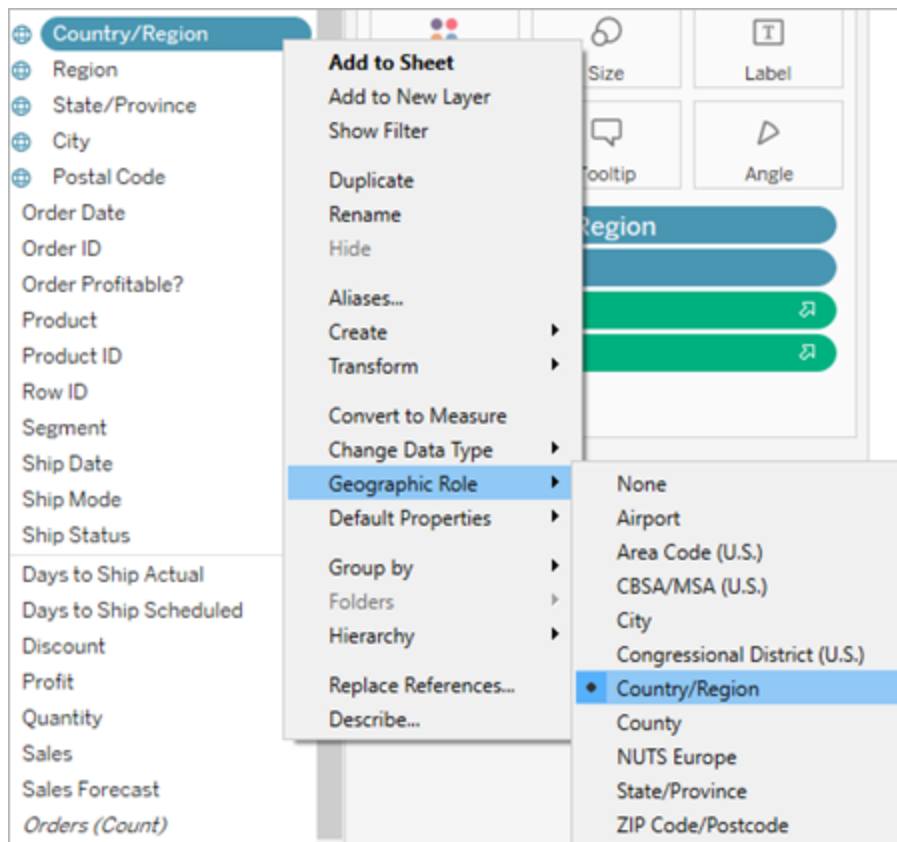 Country/Region
Region
State/Province
City
Postal Code
Order Date
Order ID
Order Profitable?
Product
Product ID
Row ID
Segment
Ship Date
Ship Mode
Ship Status
Days to Ship Actual
Days to Ship Scheduled
Discount
Profit
Quantity
Sales
Sales Forecast
Orders (Count)
Add to Sheet
Add to New Layer
Show Filter
Duplicate
Rename
Hide
Aliases...
Create
Transform
Convert to Measure
Change Data Type
Geographic Role
Default Properties
Group by
Folders
Hierarchy
Replace References...
Describe...
Size
T
Label
ooltip
Angle
Region
None
Airport
Area Code (U.S.)
CBSA/MSA (U.S.)
City
Congressional District (U.S.)
Country/Region
County
NUTS Europe
State/Province
ZIP Code/Postcode